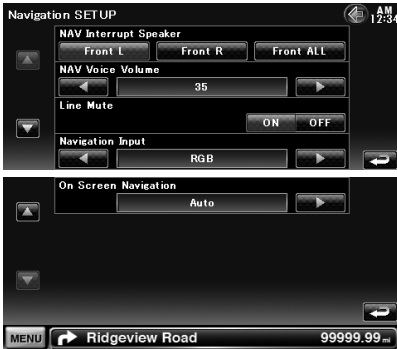 Navigation SETUP
AM
12:34
NAV Interrupt Speaker
Front L Front R Front ALL
NAV Voice Volume
35
Line Mute
ON OFF
Navigation Input
RGB
On Screen Navigation
Auto
MENU Ridgeview Road 99999.99 mi